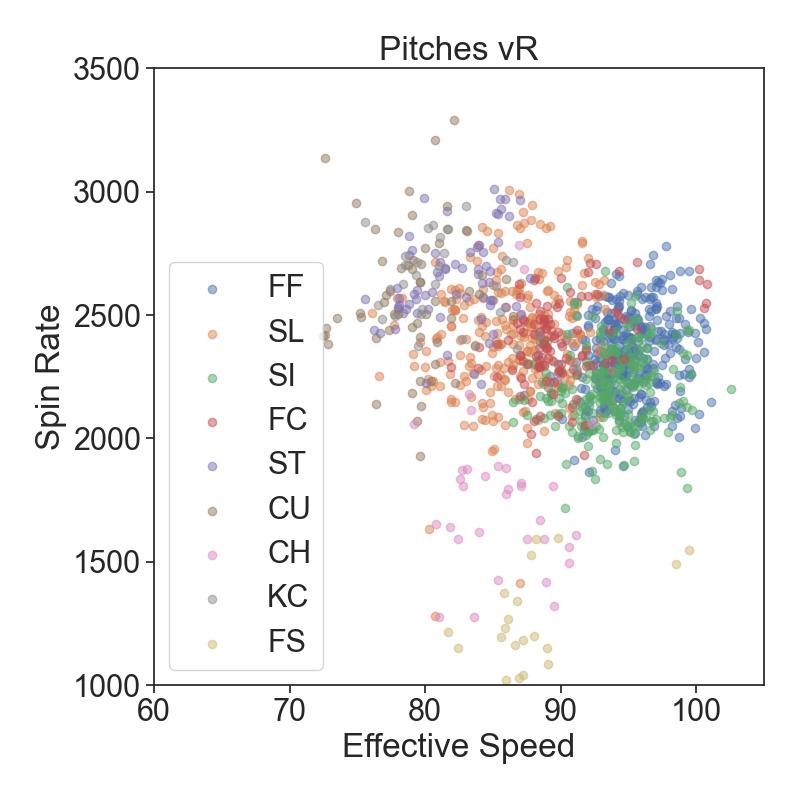 Pitches vR
3500
3000
2500
2000
1500
1000
Spin Rate
FF
SL
SI
FC
ST
CU
CH
KC
FS
60 70 80 90 100
Effective Speed